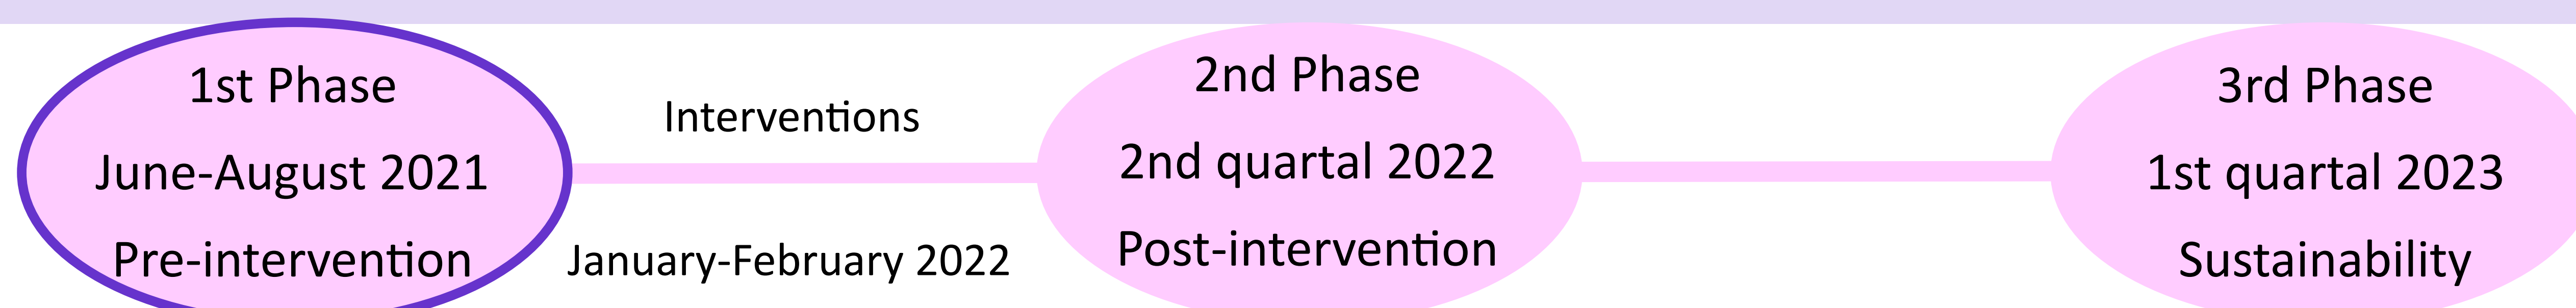 1st Phase
June-August 2021
Pre-intervention
Interventions
January-February 2022
2nd Phase
2nd quartal 2022
Post-intervention
3rd Phase
1st quartal 2023
Sustainability